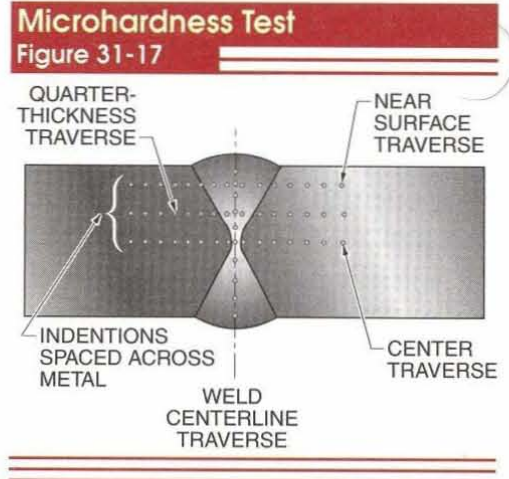 Microhardness Test
Figure 31-17
QUARTER-
THICKNESS
TRAVERSE
NEAR
SURFACE
TRAVERSE
INDENTIONS
SPACED ACROSS
METAL
WELD
CENTERLINE
TRAVERSE
CENTER
TRAVERSE